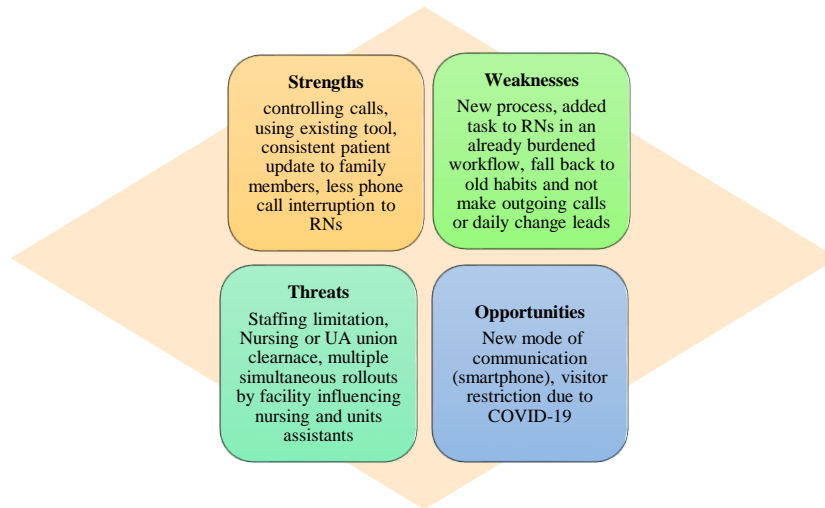 Strengths
controlling calls,
using existing tool,
consistent patient
update to family
members, less phone
call interruption to
RNs
Weaknesses
New process, added
task to RNs in an
already burdened
workflow, fall back to
old habits and not
make outgoing calls
or daily change leads
Threats
Staffing limitation,
Nursing or UA union
clearnace, multiple
simultaneous rollouts
by facility influencing
nursing and units
assistants
Opportunities
New mode of
communication
(smartphone), visitor
restriction due to
COVID-19